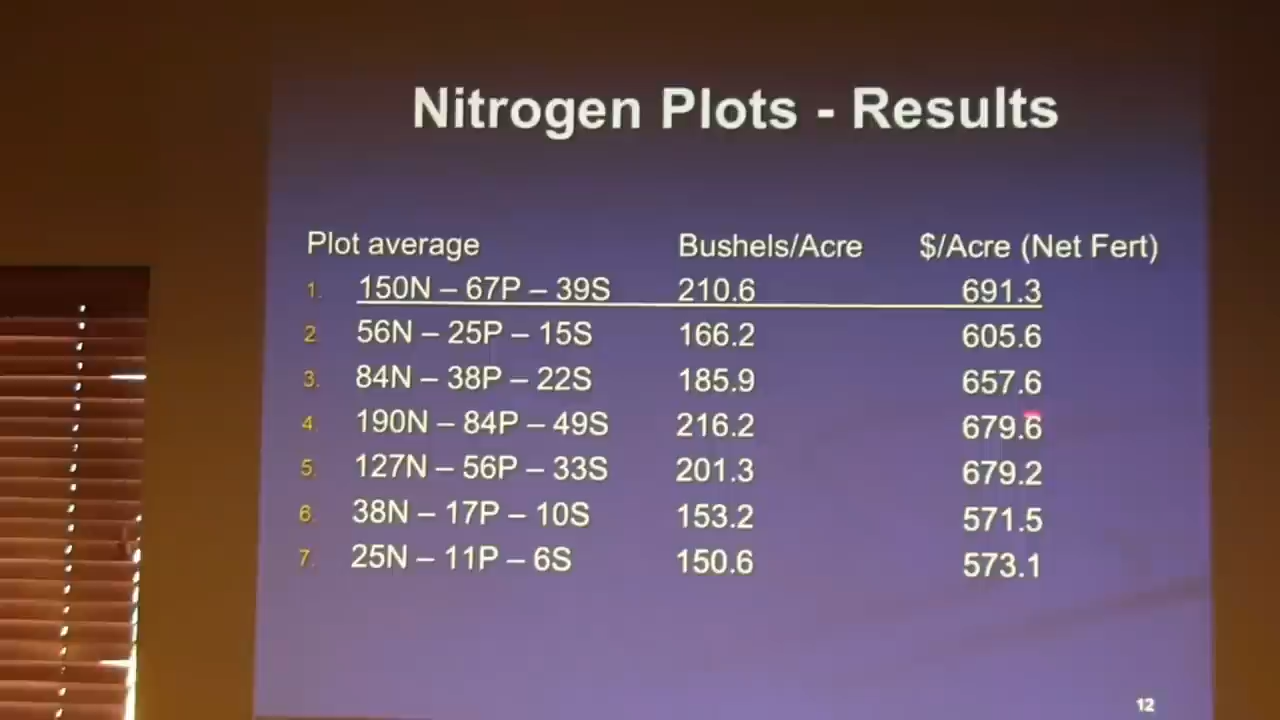 Nitrogen Plots - Results
Plot average Bushels/Acre $/Acre (Net Fert)
1. 150N – 67P – 39S 210.6 691.3
2. 56N – 25P – 15S 166.2 605.6
3. 84N – 38P – 22S 185.9 657.6
4. 190N – 84P – 49S 216.2 679.6
5. 127N – 56P – 33S 201.3 679.2
6. 38N – 17P – 10S 153.2 571.5
7. 25N – 11P – 6S 150.6 573.1
12